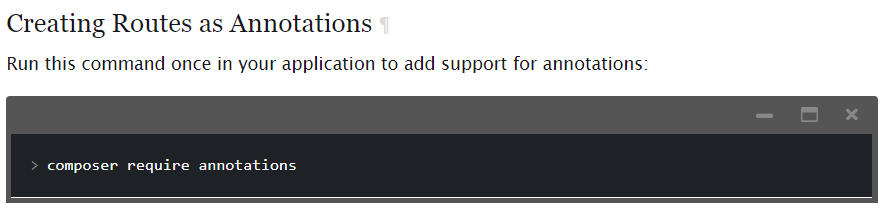 Creating Routes as Annotations ¶
Run this command once in your application to add support for annotations:
> composer require annotations